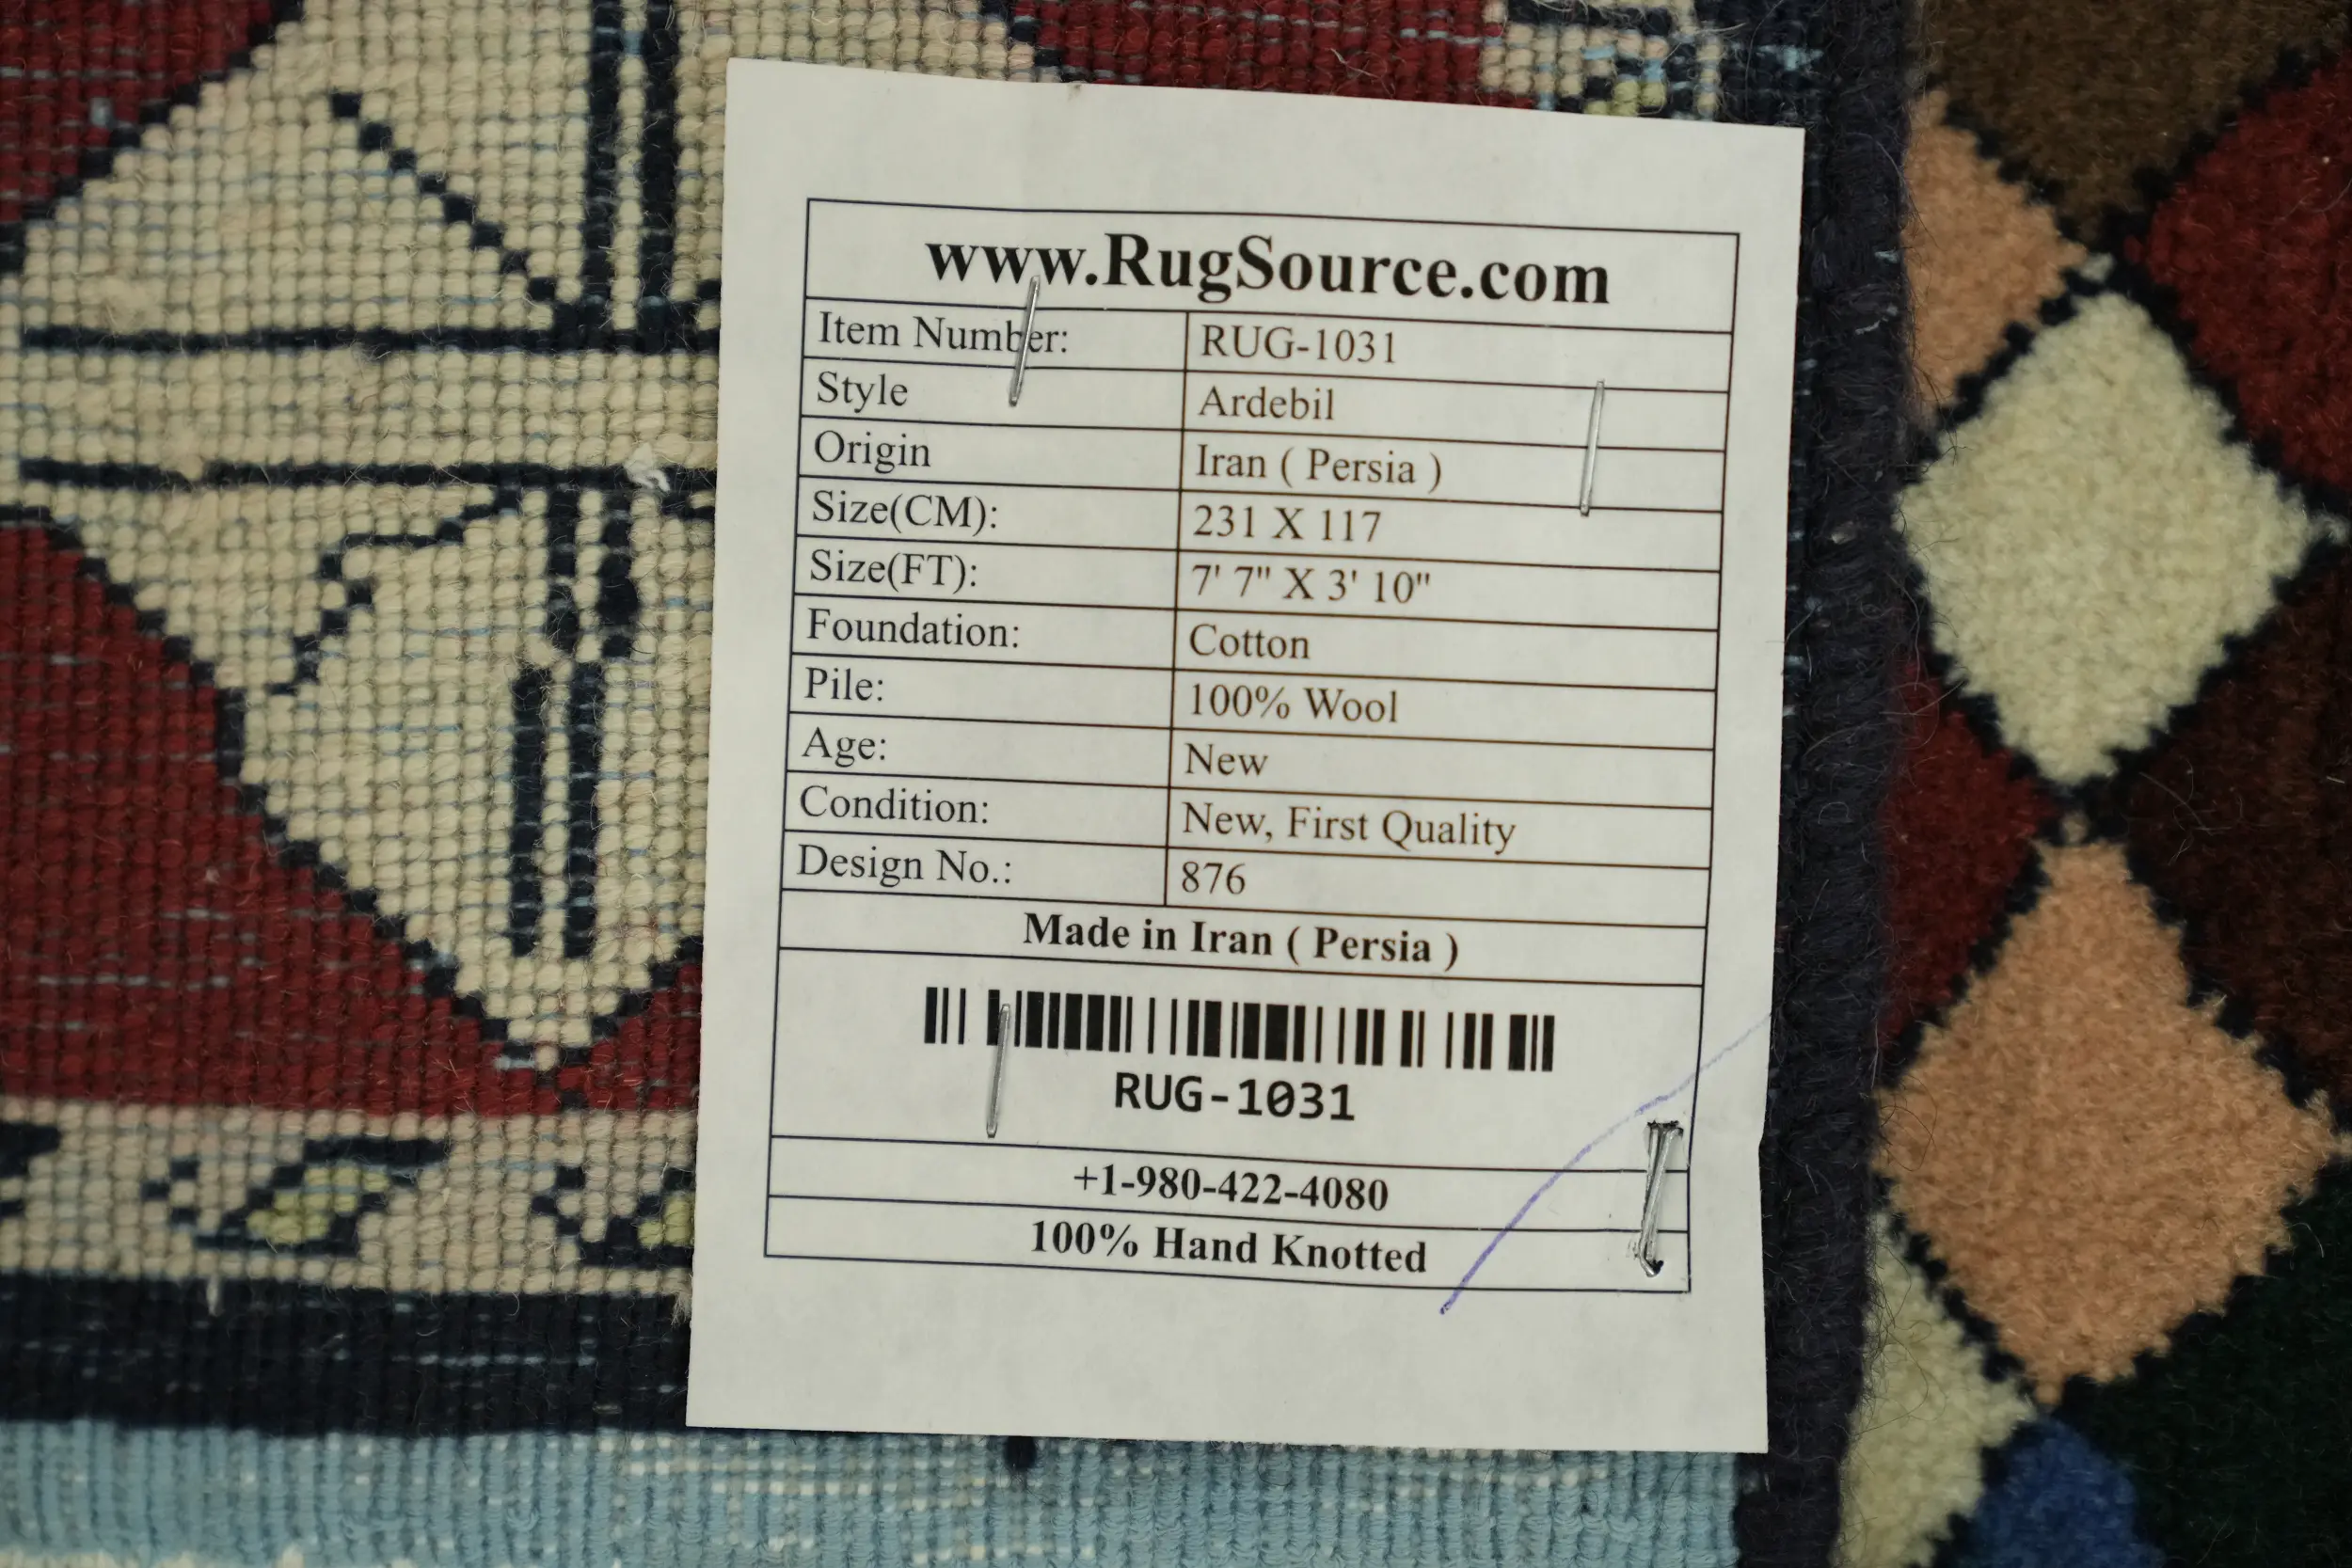 www.RugSource.com
Item Number: RUG-1031
Style Ardebil
Origin Iran ( Persia )
Size(CM): 231 X 117
Size(FT): 7' 7" X 3' 10"
Foundation: Cotton
Pile: 100% Wool
Age: New
Condition: New, First Quality
Design No.: 876
Made in Iran ( Persia )
RUG-1031
+1-980-422-4080
100% Hand Knotted